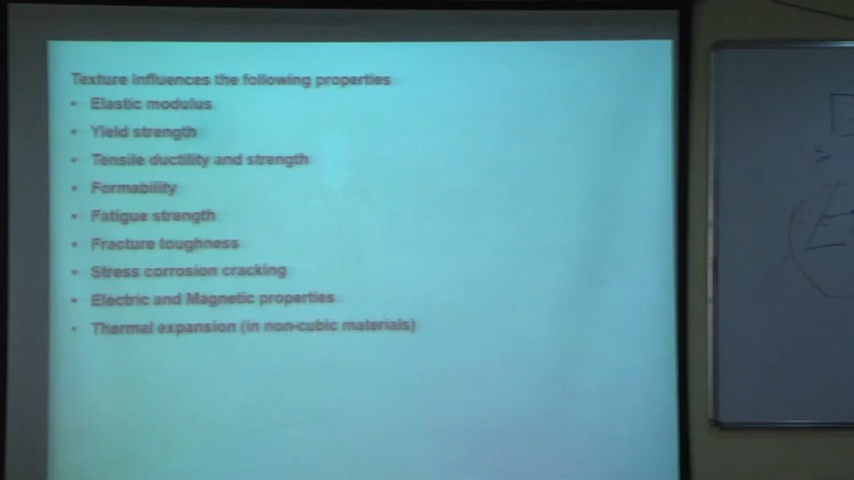 Texture Influences the following properties
• Elastic modulus
• Yield strength
• Tensile ductility and strength
• Formability
• Fatigue strength
• Fracture toughness
• Stress corrosion cracking
• Electric and Magnetic properties
• Thermal expansion (in non-cubic materials)